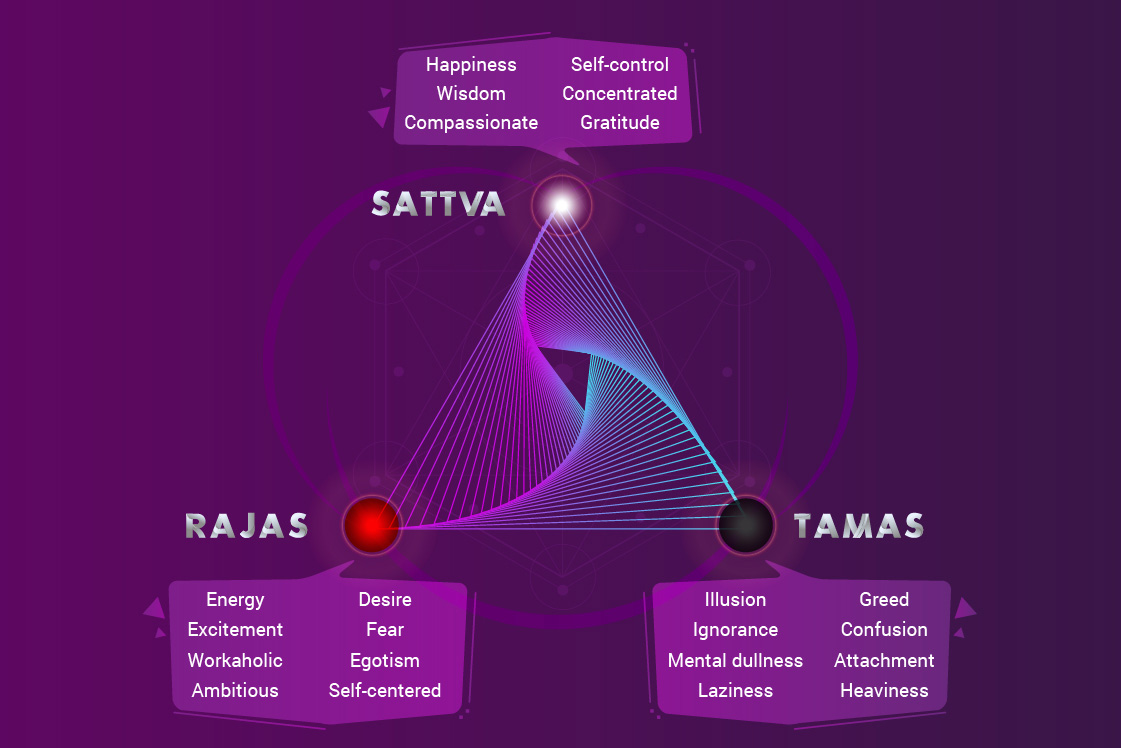 Happiness Self-control
Wisdom Concentrated
Compassionate Gratitude
SATTVA
RAJAS
TAMAS
Energy Desire
Excitement Fear
Workaholic Egotism
Ambitious Self-centered
Illusion Greed
Ignorance Confusion
Mental dullness Attachment
Laziness Heaviness